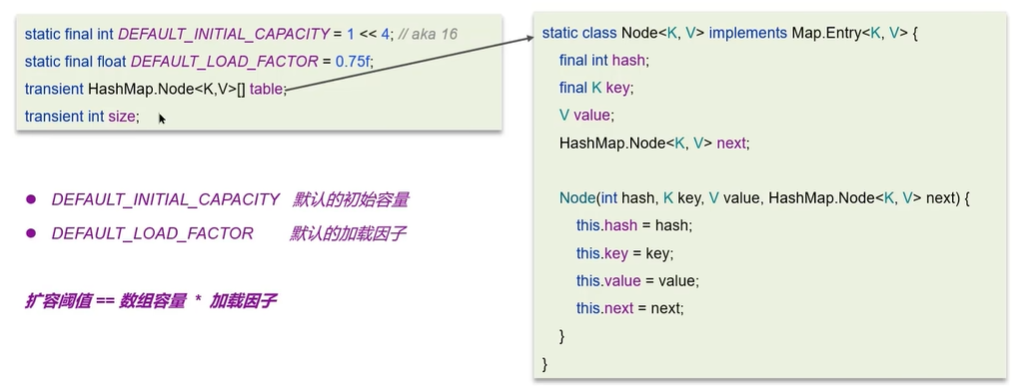 static final int DEFAULT_INITIAL_CAPACITY = 1 << 4; // aka 16
static final float DEFAULT_LOAD_FACTOR = 0.75f;
transient HashMap.Node<K,V>[] table;
transient int size;
DEFAULT_INITIAL_CAPACITY 默认的初始容量
DEFAULT_LOAD_FACTOR 默认的加载因子
扩容阈值 == 数组容量 * 加载因子
static class Node<K, V> implements Map.Entry<K, V> {
final int hash;
final K key;
V value;
HashMap.Node<K, V> next;
Node(int hash, K key, V value, HashMap.Node<K, V> next) {
this.hash = hash;
this.key = key;
this.value = value;
this.next = next;
}
}